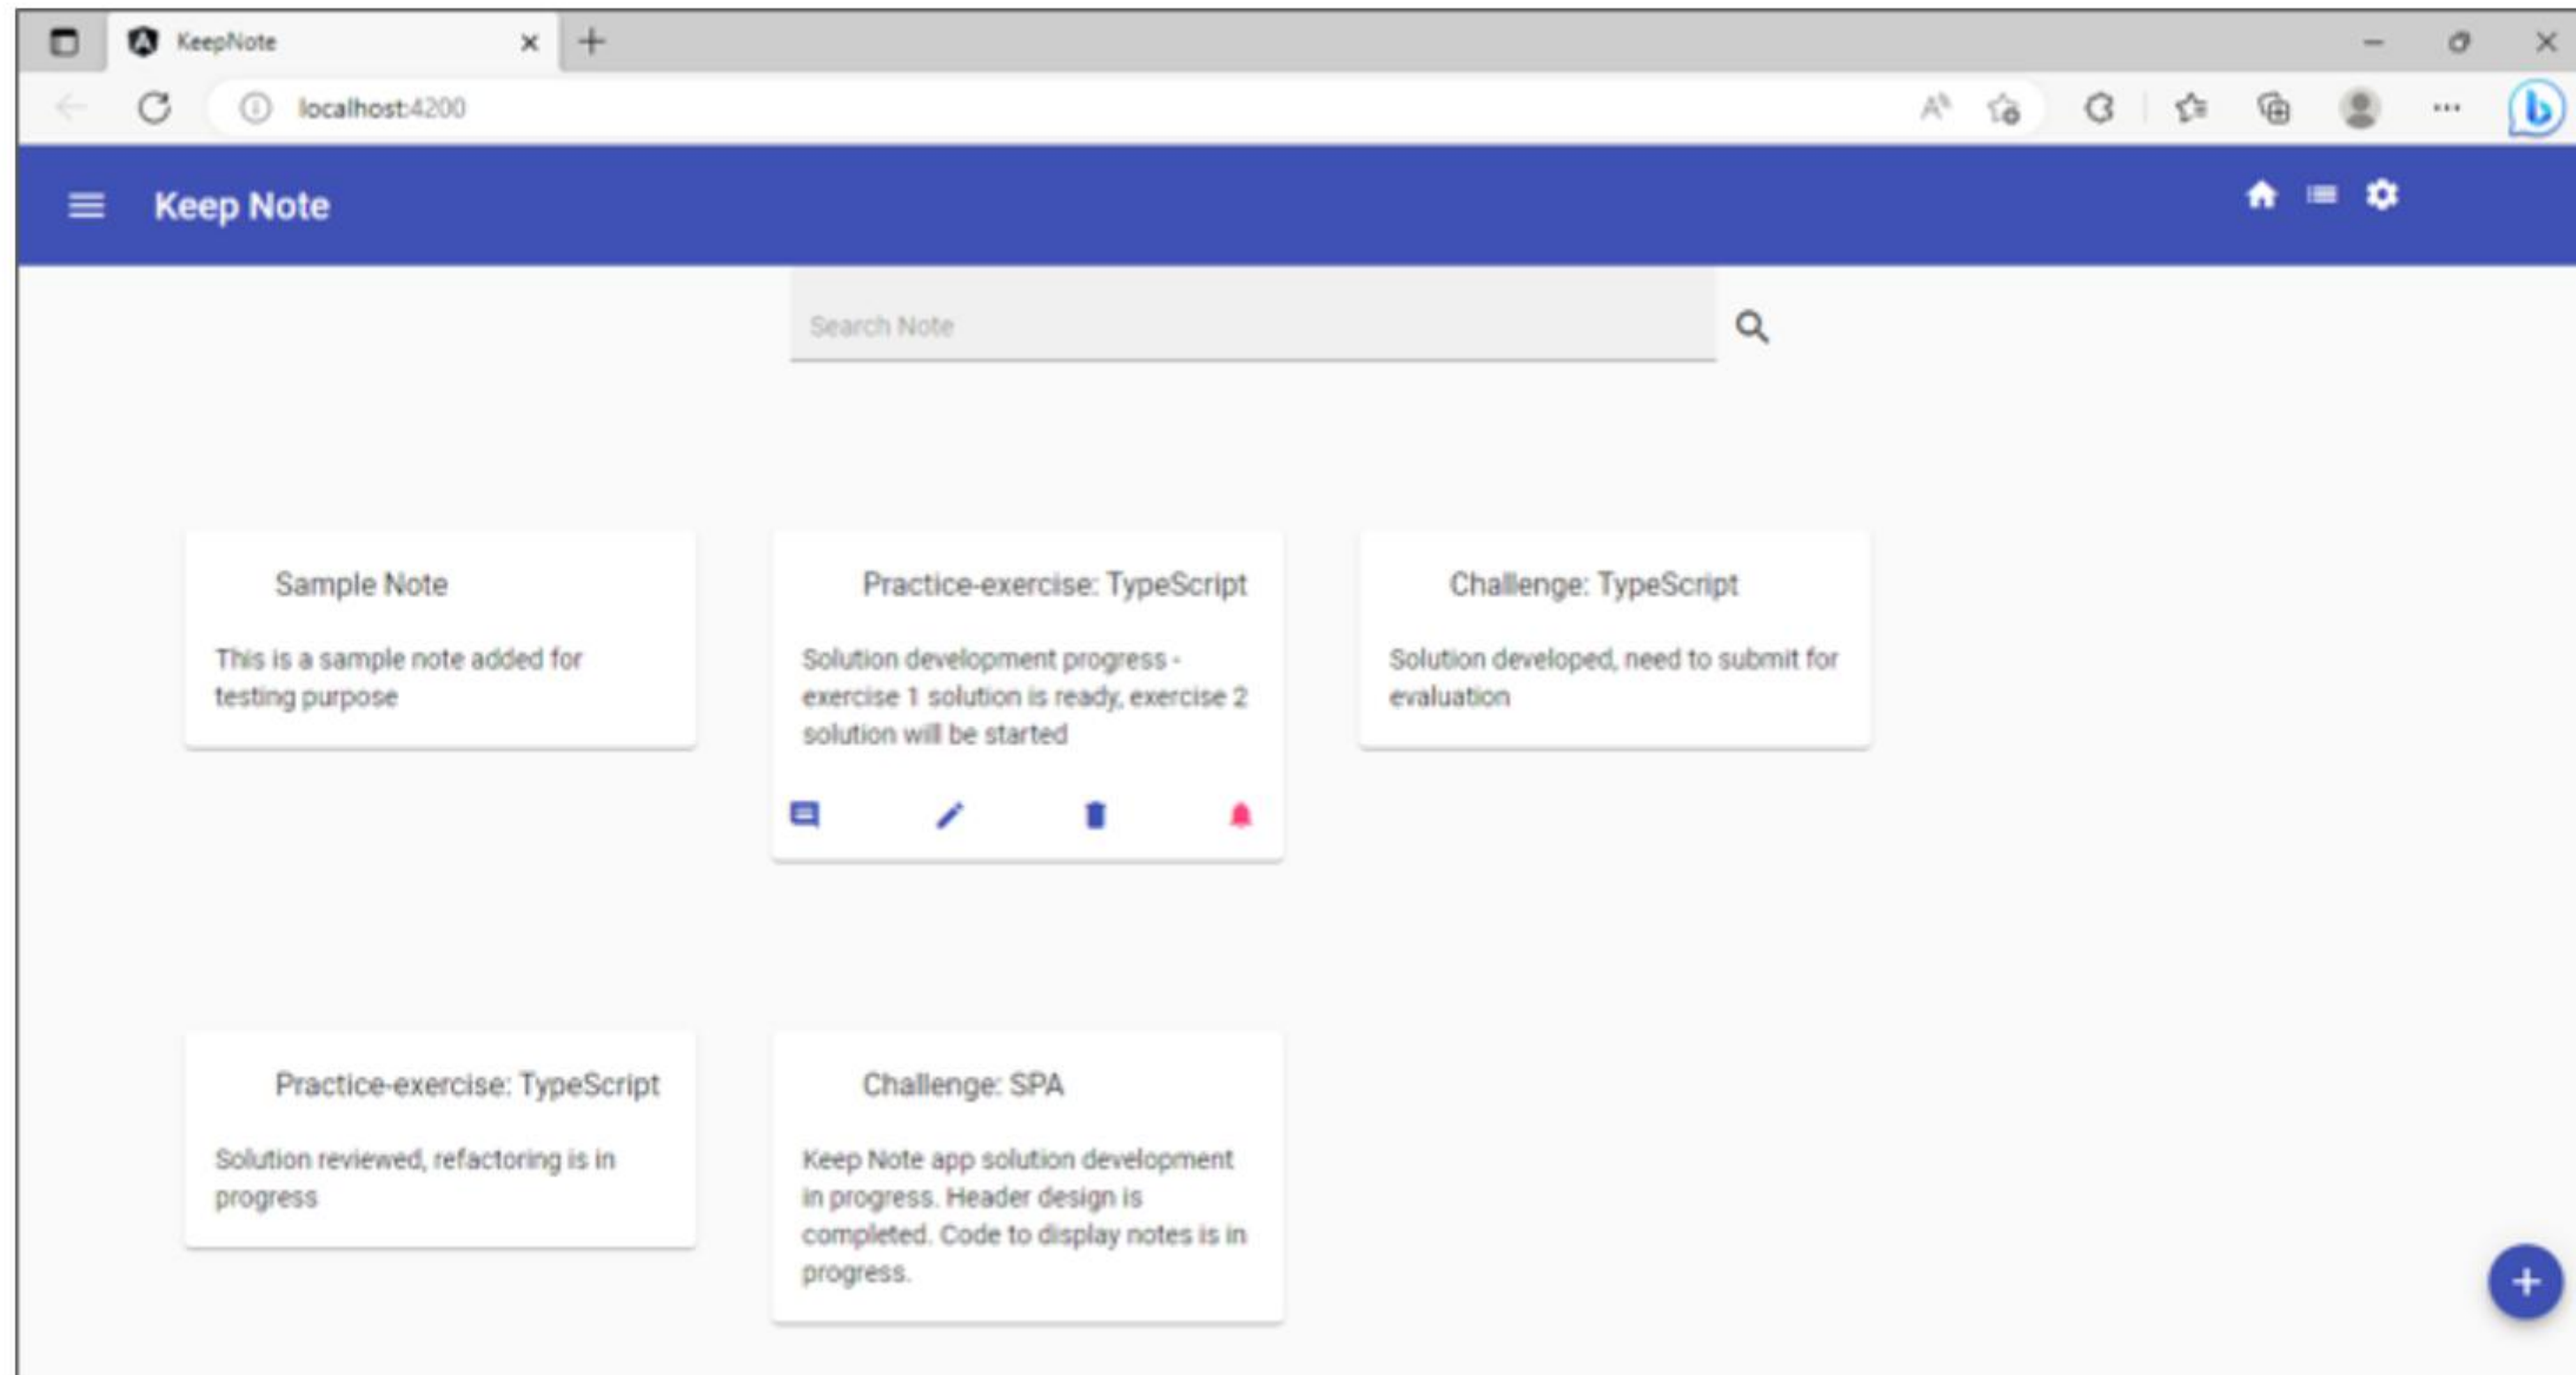 KeepNote
localhost:4200
Keep Note
Search Note
Sample Note
This is a sample note added for
testing purpose
Practice-exercise: TypeScript
Solution development progress -
exercise 1 solution is ready, exercise 2
solution will be started
Challenge: TypeScript
Solution developed, need to submit for
evaluation
Practice-exercise: TypeScript
Solution reviewed, refactoring is in
progress
Challenge: SPA
Keep Note app solution development
in progress. Header design is
completed. Code to display notes is in
progress.